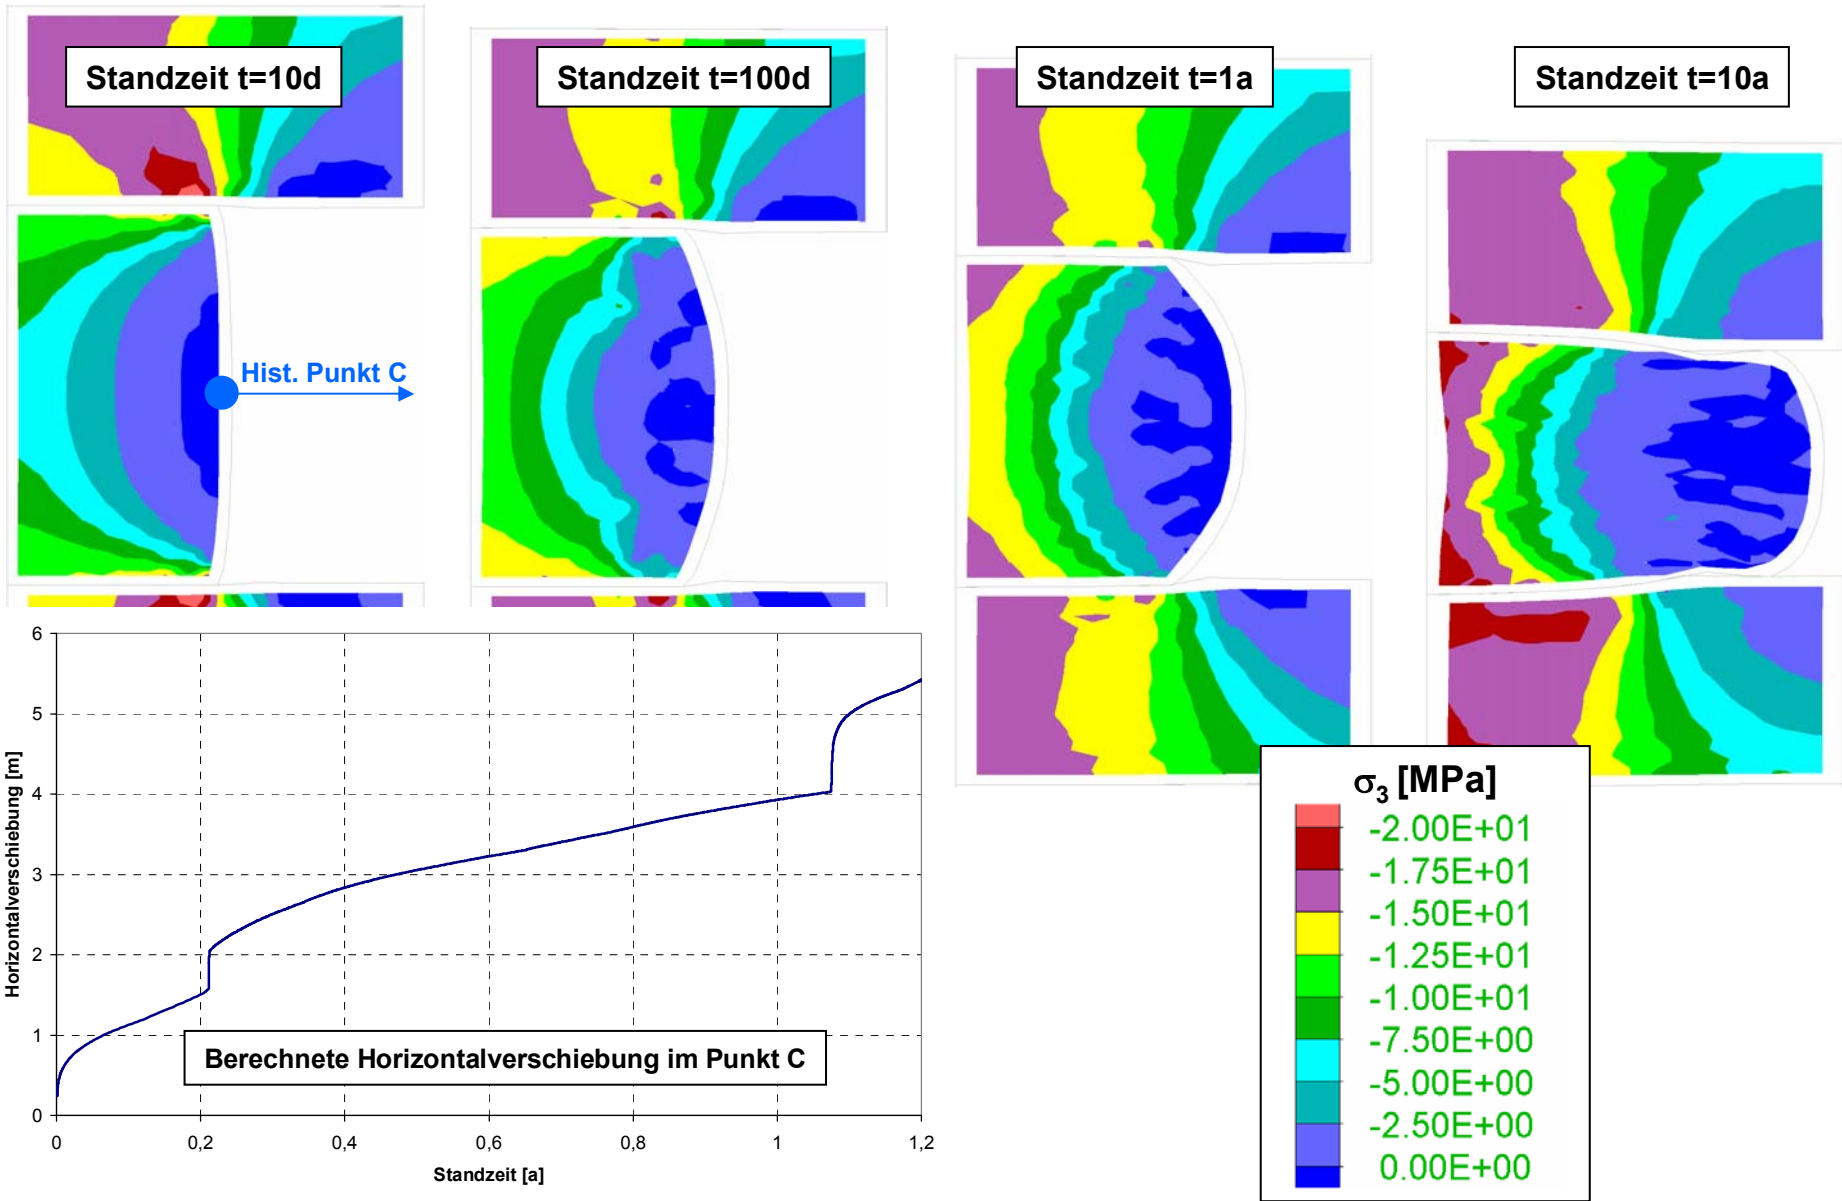 Standzeit t=10d
Standzeit t=100d
Standzeit t=1a
Standzeit t=10a
Hist. Punkt C
6
5
4
3
2
1
0
Horizontalverschiebung [m]
Berechnete Horizontalverschiebung im Punkt C
0 0,2 0,4 0,6 0,8 1 1,2
Standzeit [a]
σ3 [MPa]
-2.00E+01
-1.75E+01
-1.50E+01
-1.25E+01
-1.00E+01
-7.50E+00
-5.00E+00
-2.50E+00
0.00E+00